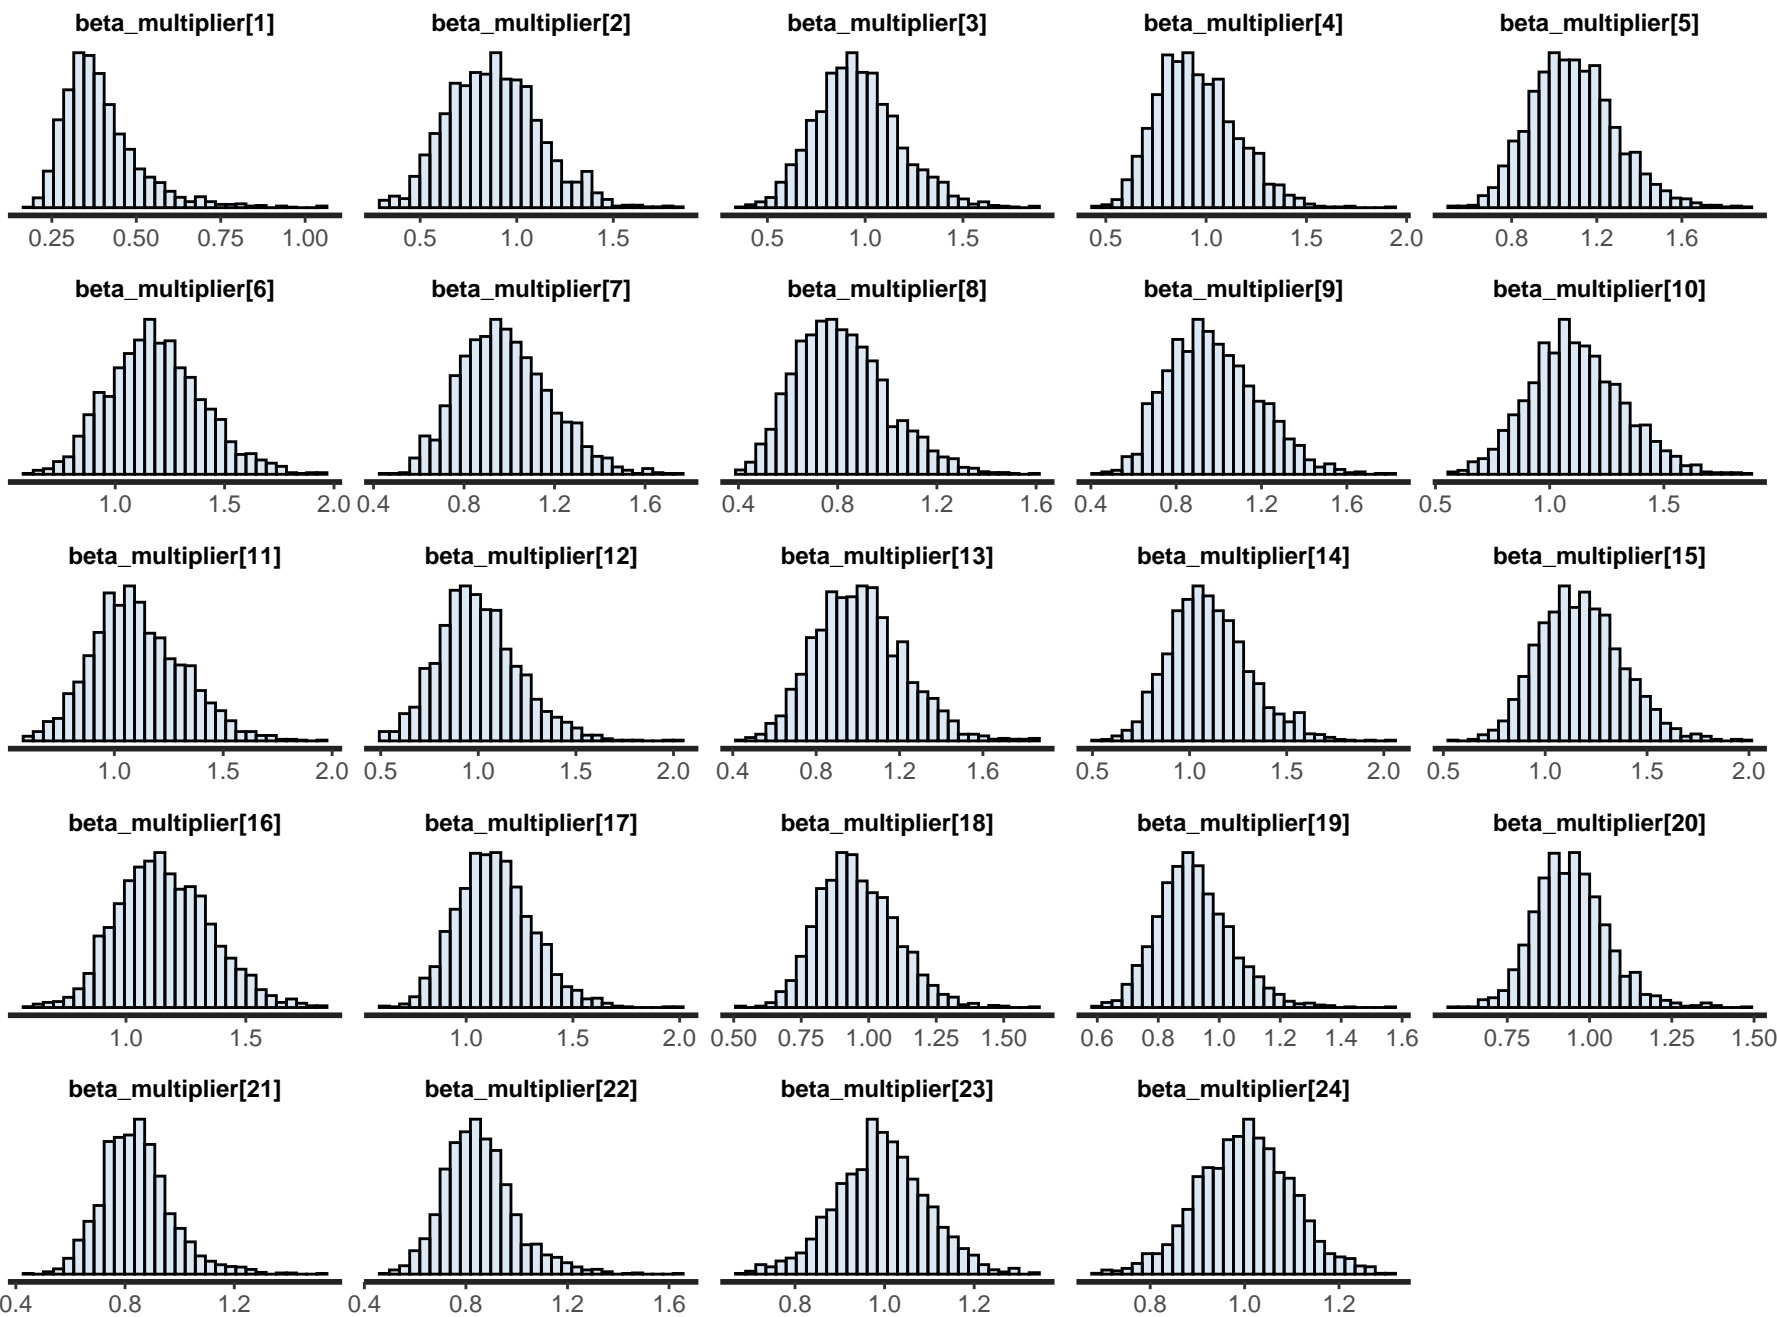 beta_multiplier[1] beta_multiplier[2] beta_multiplier[3] beta_multiplier[4] beta_multiplier[5]
0.25 0.50 0.75 1.00 0.5 1.0 1.5 0.5 1.0 1.5 0.5 1.0 1.5 2.0 0.8 1.2 1.6
beta_multiplier[6] beta_multiplier[7] beta_multiplier[8] beta_multiplier[9] beta_multiplier[10]
1.0 1.5 2.0 0.4 0.8 1.2 1.6 0.4 0.8 1.2 1.6 0.4 0.8 1.2 1.6 0.5 1.0 1.5
beta_multiplier[11] beta_multiplier[12] beta_multiplier[13] beta_multiplier[14] beta_multiplier[15]
1.0 1.5 2.0 0.5 1.0 1.5 2.0 0.4 0.8 1.2 1.6 0.5 1.0 1.5 2.0 0.5 1.0 1.5 2.0
beta_multiplier[16] beta_multiplier[17] beta_multiplier[18] beta_multiplier[19] beta_multiplier[20]
1.0 1.5 1.0 1.5 2.0 0.50 0.75 1.00 1.25 1.50 0.6 0.8 1.0 1.2 1.4 1.6 0.75 1.00 1.25 1.50
beta_multiplier[21] beta_multiplier[22] beta_multiplier[23] beta_multiplier[24]
0.4 0.8 1.2 0.4 0.8 1.2 1.6 0.8 1.0 1.2 0.8 1.0 1.2